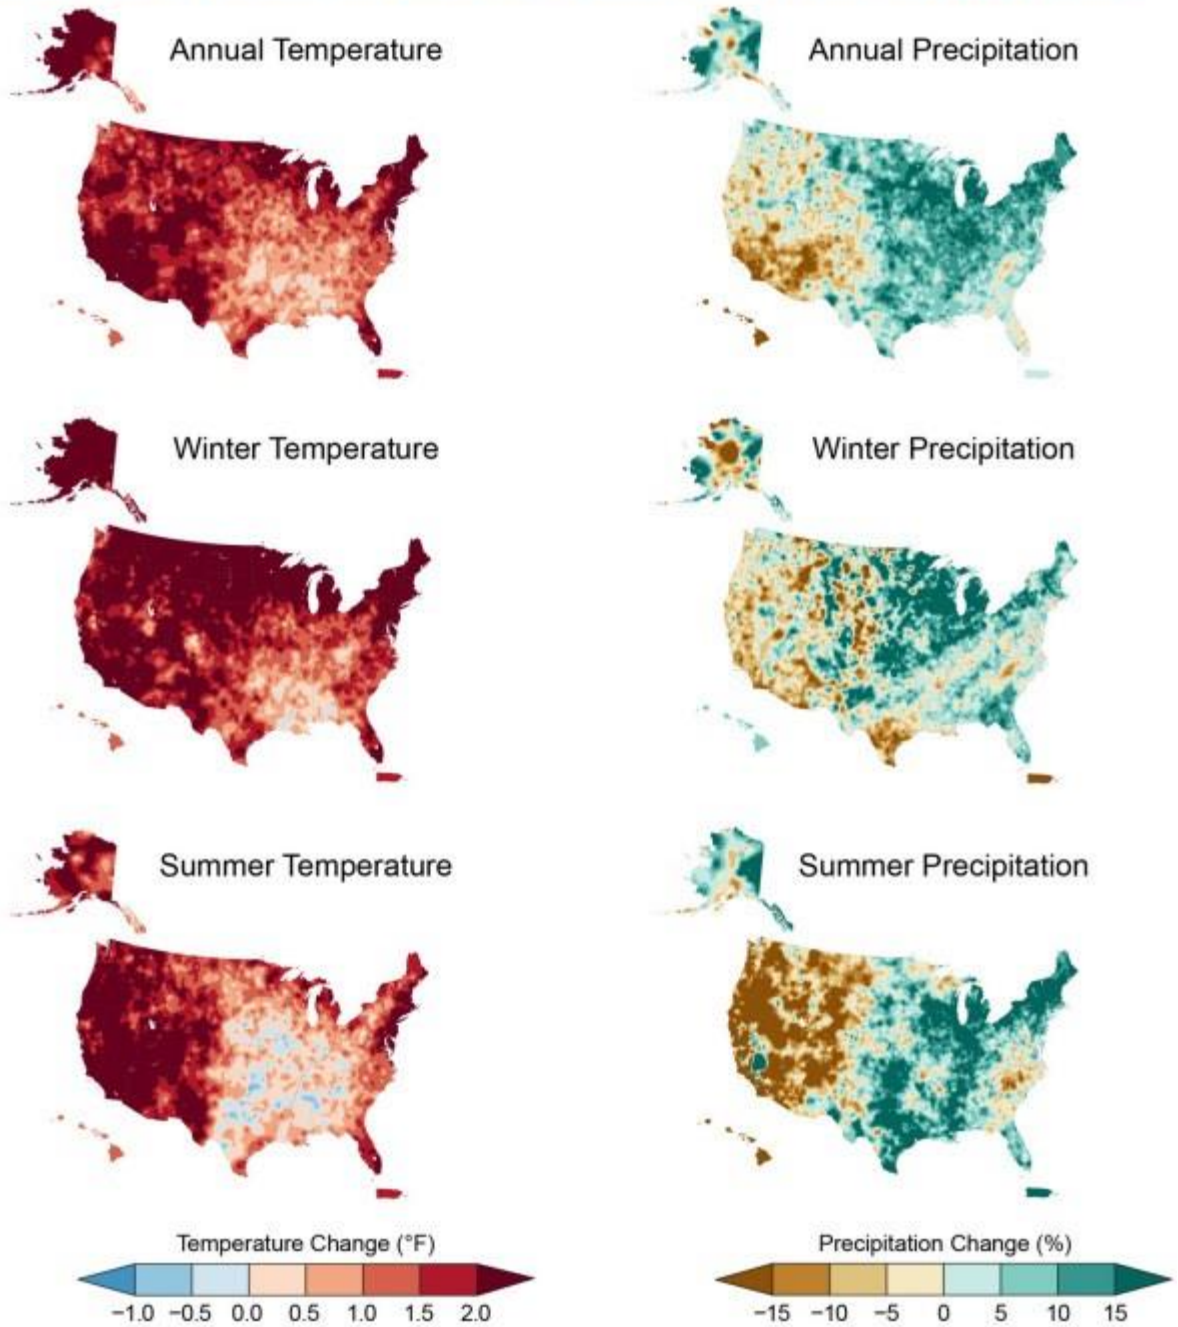 Annual Temperature
Annual Precipitation
Winter Temperature
Winter Precipitation
Summer Temperature
Summer Precipitation
Temperature Change (°F)
−1.0 −0.5 0.0 0.5 1.0 1.5 2.0
Precipitation Change (%)
−15 −10 −5 0 5 10 15